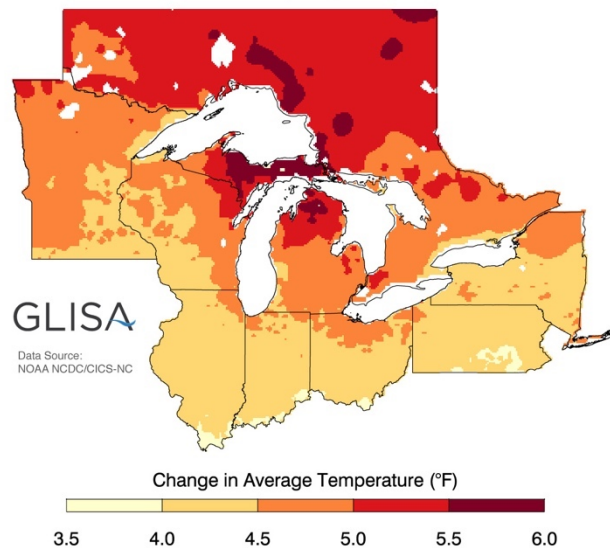 GLISA
Data Source:
NOAA NCDC/CICS-NC
Change in Average Temperature (°F)
3.5 4.0 4.5 5.0 5.5 6.0